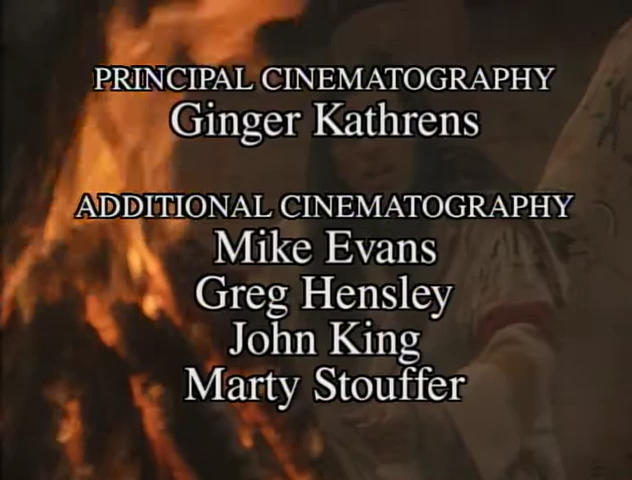 PRINCIPAL CINEMATOGRAPHY
Ginger Kathrens
ADDITIONAL CINEMATOGRAPHY
Mike Evans
Greg Hensley
John King
Marty Stouffer